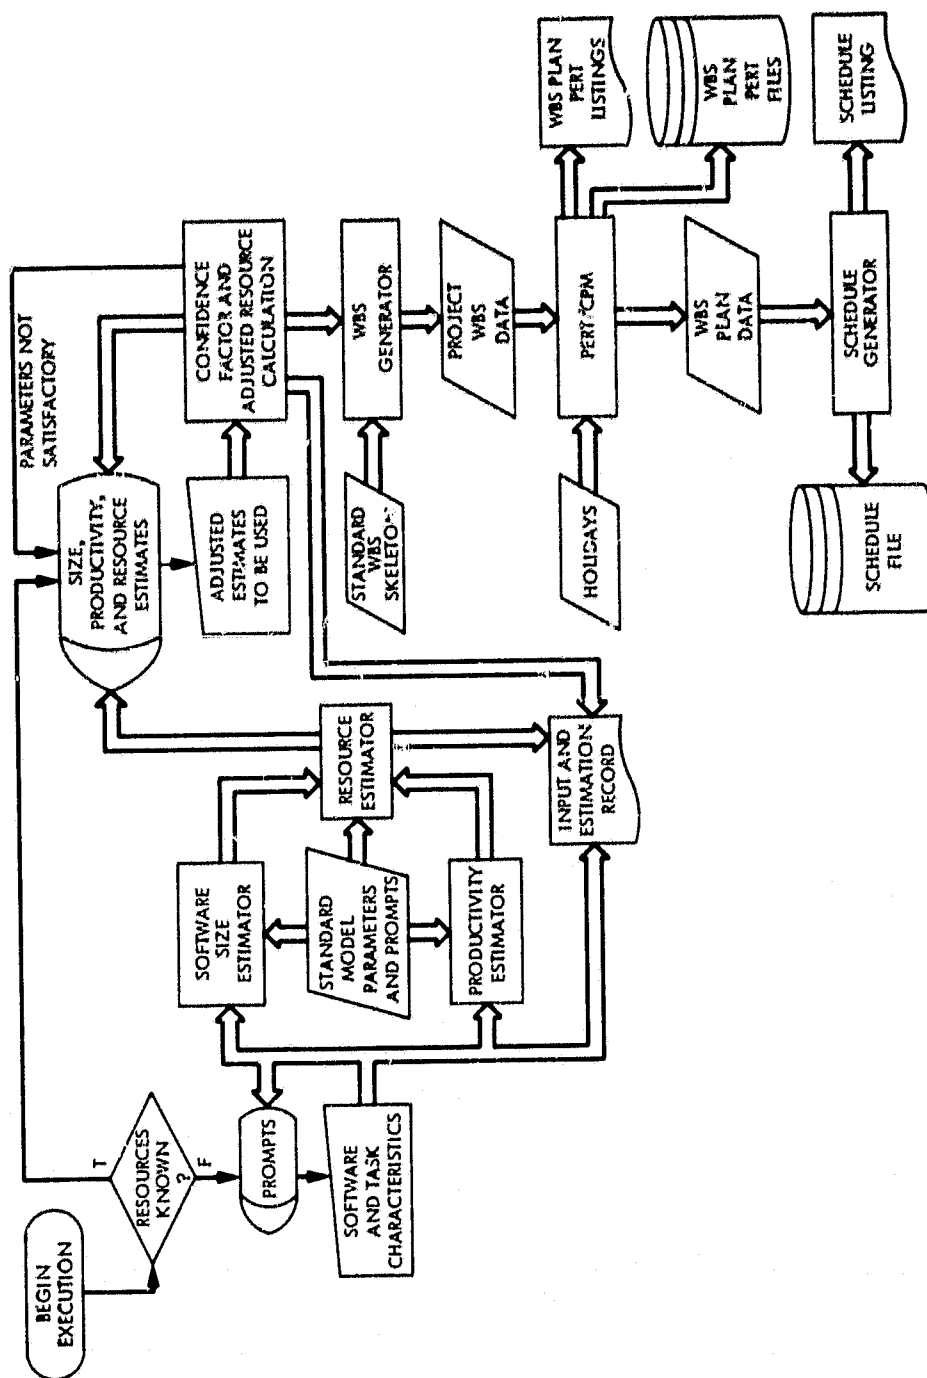 BEGIN
EXECUTION
RESOURCES
KNOWN
?
T
F
PROMPTS
SOFTWARE
AND TASK
CHARACTERISTICS
SOFTWARE
SIZE
ESTIMATOR
STANDARD
MODEL
PARAMETERS
AND PROMPTS
PRODUCTIVITY
ESTIMATOR
RESOURCE
ESTIMATOR
INPUT AND
ESTIMATION
RECORD
SIZE,
PRODUCTIVITY,
AND RESOURCE
ESTIMATES
PARAMETERS NOT
SATISFACTORY
ADJUSTED
ESTIMATES
TO BE USED
CONFIDENCE
FACTOR AND
ADJUSTED RESOURCE
CALCULATION
STANDARD
WBS
SKELETON
WBS
GENERATOR
PROJECT
WBS
DATA
HOLIDAYS
PERT/CPM
WBS PLAN
PERT
LISTINGS
WBS
PLAN
PERT
FILES
WBS
PLAN
DATA
SCHEDULE
FILE
SCHEDULE
GENERATOR
SCHEDULE
LISTING